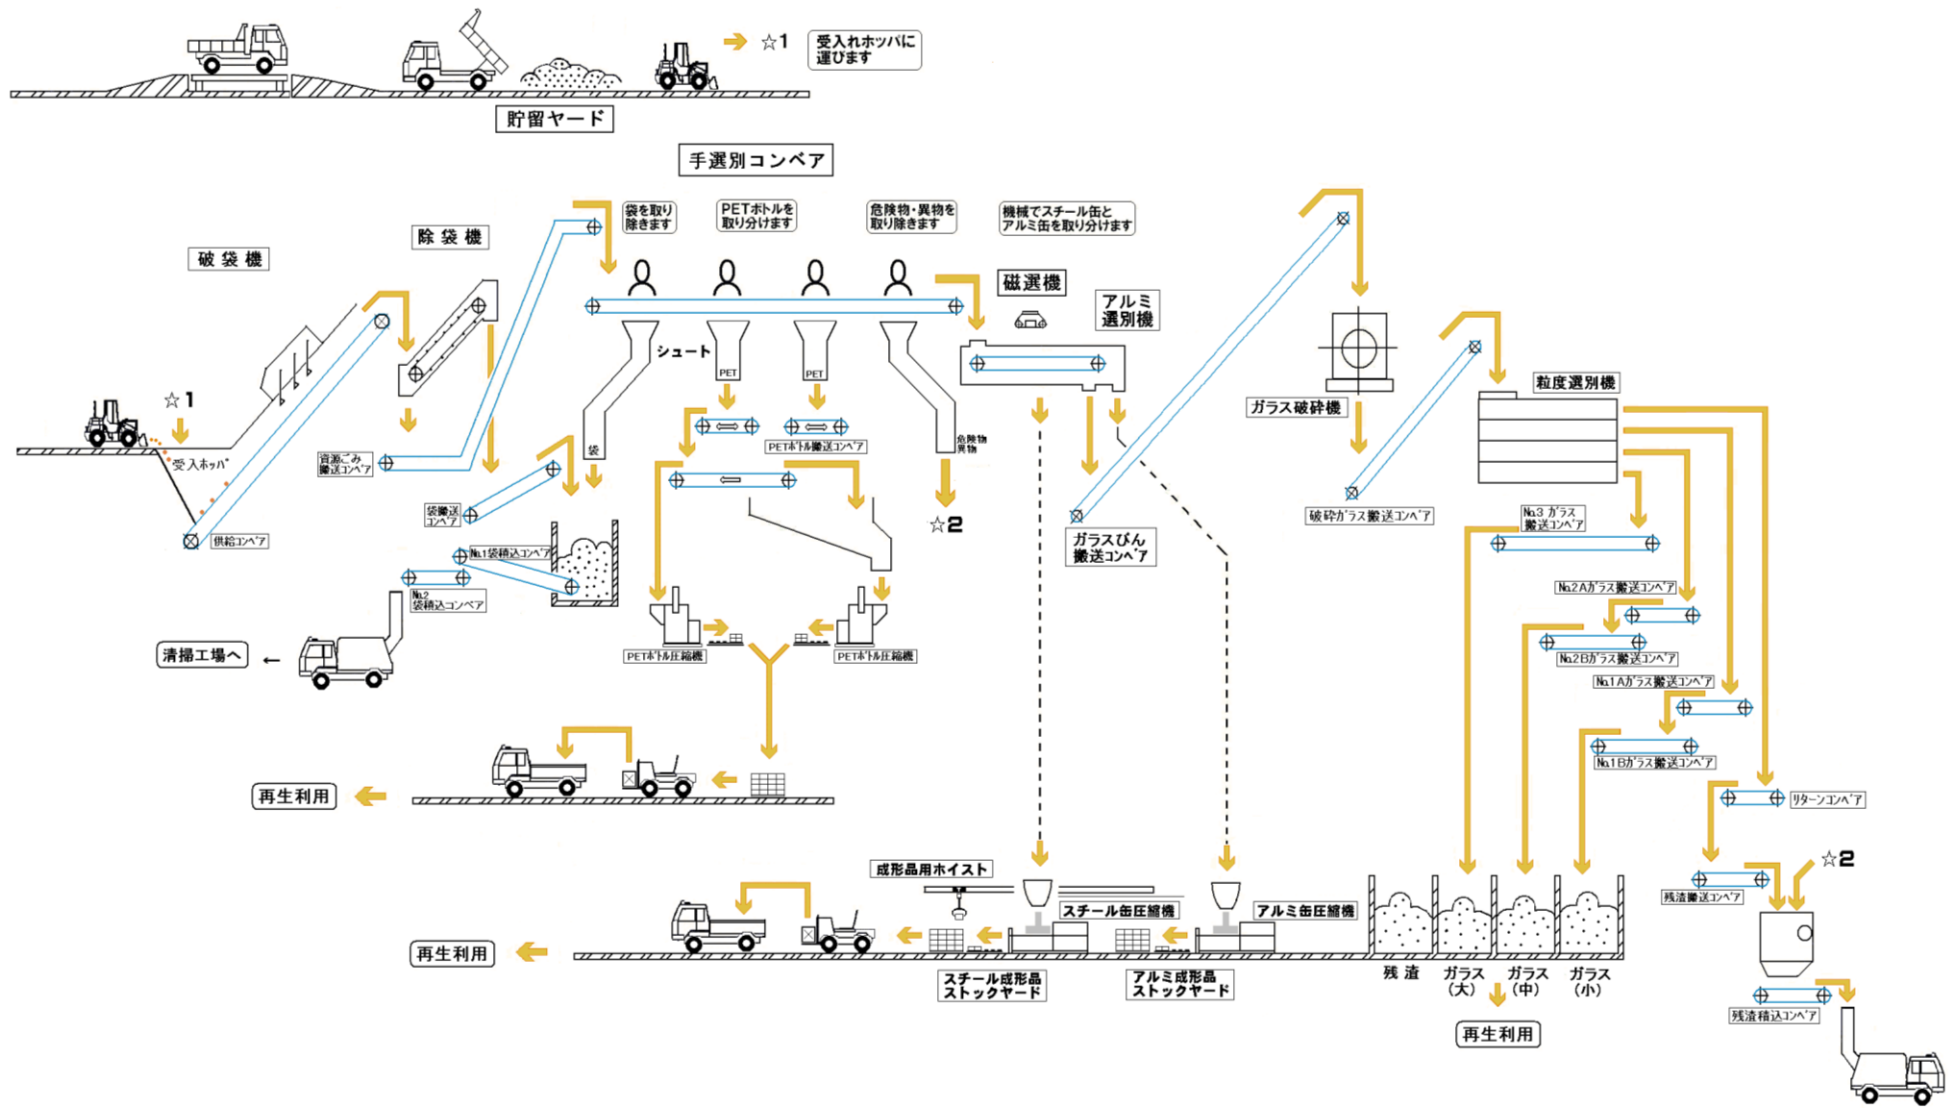 ☆1
受入れホッパに
運びます
貯留ヤード
手選別コンベア
袋を取り
除きます
PETボトルを
取り分けます
危険物・異物を
取り除きます
機械でスチール缶と
アルミ缶を取り分けます
破袋機
除袋機
磁選機
アルミ
選別機
シュート
PET
PET
☆1
受入ホッパ
供給コンベア
資源ごみ
搬送コンベア
袋搬送
コンベア
袋
PETボトル搬送コンベア
危険物
異物
☆2
ガラスびん
搬送コンベア
ガラス破砕機
粒度選別機
破砕ガラス搬送コンベア
No.3 ガラス
搬送コンベア
No.1袋積込コンベア
No.2
袋積込コンベア
清掃工場へ
PETボトル圧縮機
PETボトル圧縮機
No.2Aガラス搬送コンベア
No.2Bガラス搬送コンベア
No.1Aガラス搬送コンベア
No.1Bガラス搬送コンベア
リターンコンベア
再生利用
☆2
残渣搬送コンベア
成形品用ホイスト
スチール缶圧縮機
アルミ缶圧縮機
再生利用
スチール成形品
ストックヤード
アルミ成形品
ストックヤード
残渣
ガラス
(大)
ガラス
(中)
ガラス
(小)
再生利用
残渣積込コンベア